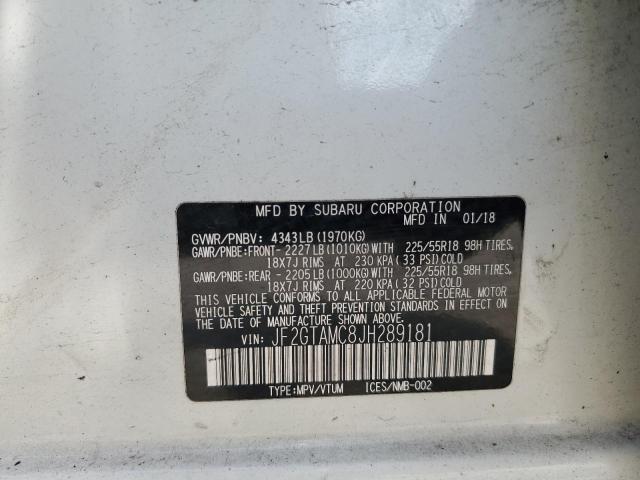 MFD BY SUBARU CORPORATION
MFD IN 01/18
GVWR/PNBV: 4343LB(1970KG)
GAWR/PNBE:FRONT-2227LB(1010KG)WITH 225/55R18 98H TIRES,
18X7J RIMS AT 230 KPA(33 PSI)COLD
GAWR/PNBE:REAR -2205LB(1000KG)WITH 225/55R18 98H TIRES,
18X7J RIMS AT 220 KPA(32 PSI)COLD
THIS VEHICLE CONFORMS TO ALL APPLICABLE FEDERAL MOTOR
VEHICLE SAFETY AND THEFT PREVENTION STANDARDS IN EFFECT ON
THE DATE OF MANUFACTURE SHOWN ABOVE.
VIN: JF2GTAMC8JH289181
TYPE:MPV/VTUM ICES/NMB-002